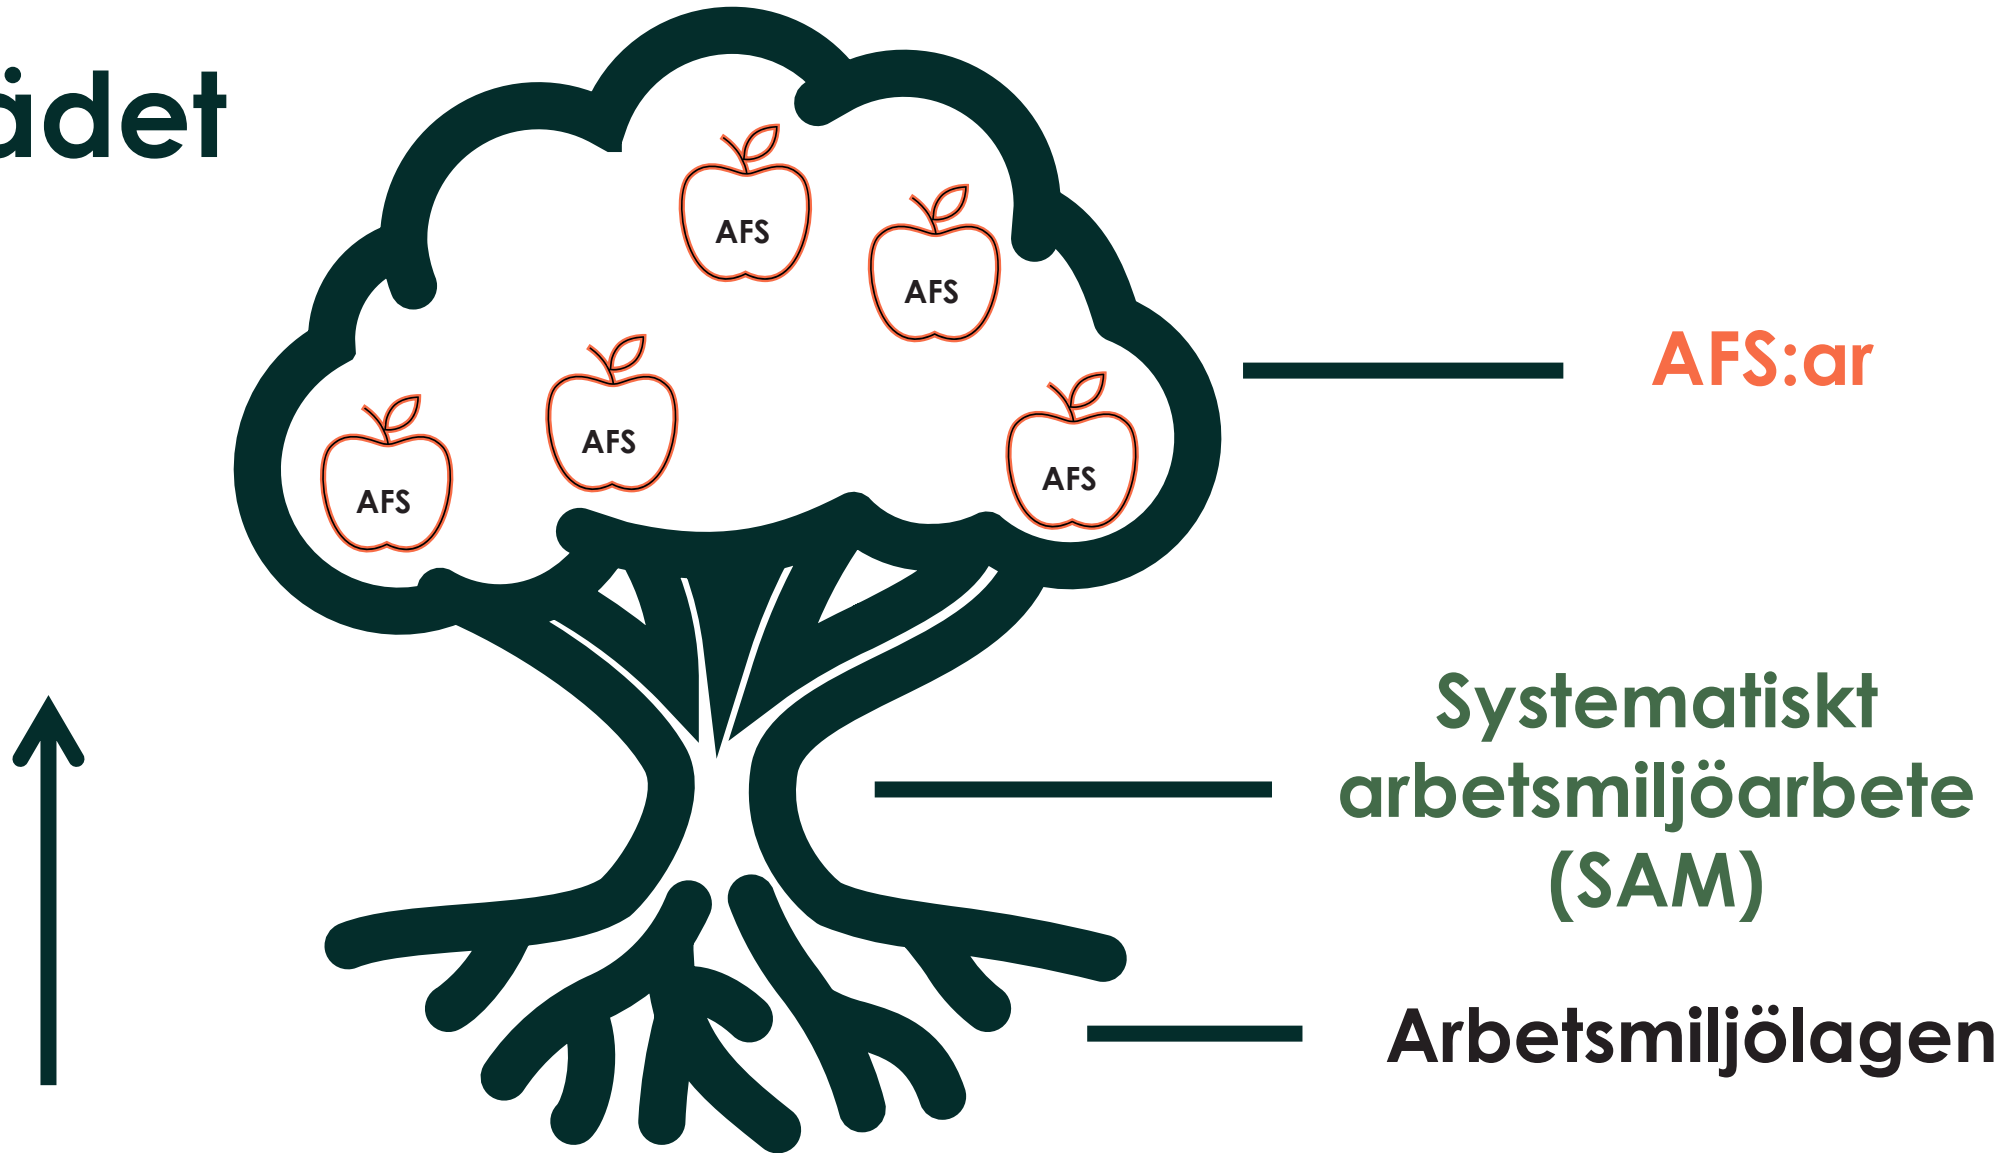 ädet
AFS
AFS
AFS:ar
AFS
AFS
AFS
Systematiskt
arbetsmiljöarbete
(SAM)
Arbetsmiljölagen